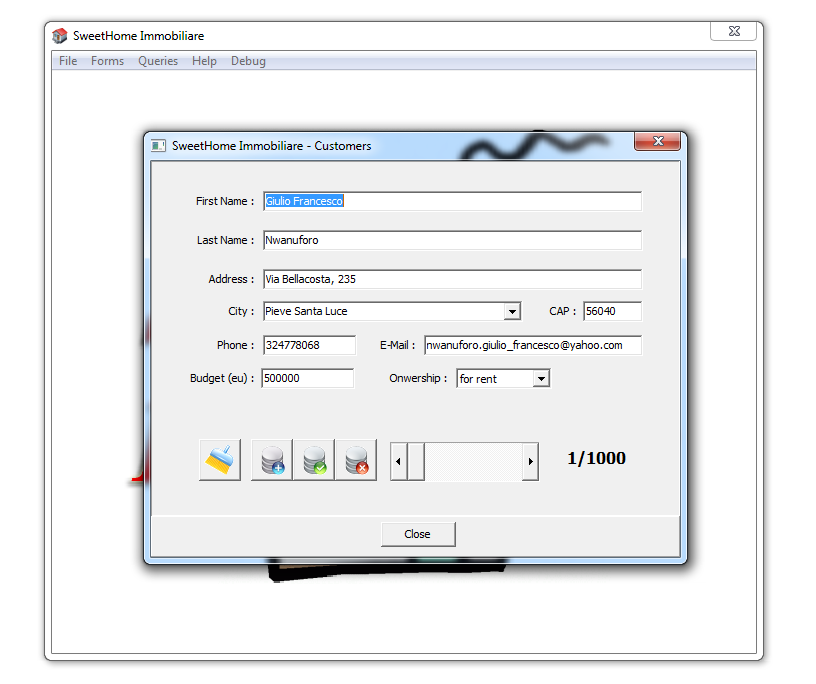 SweetHome Immobiliare
File Forms Queries Help Debug
SweetHome Immobiliare - Customers
First Name : Giulio Francesco
Last Name : Nwanuforo
Address : Via Bellacosta, 235
City : Pieve Santa Luce CAP : 56040
Phone : 324778068 E-Mail : nwanuforo.giulio_francesco@yahoo.com
Budget (eu) : 500000 Onwership : for rent
1/1000
Close